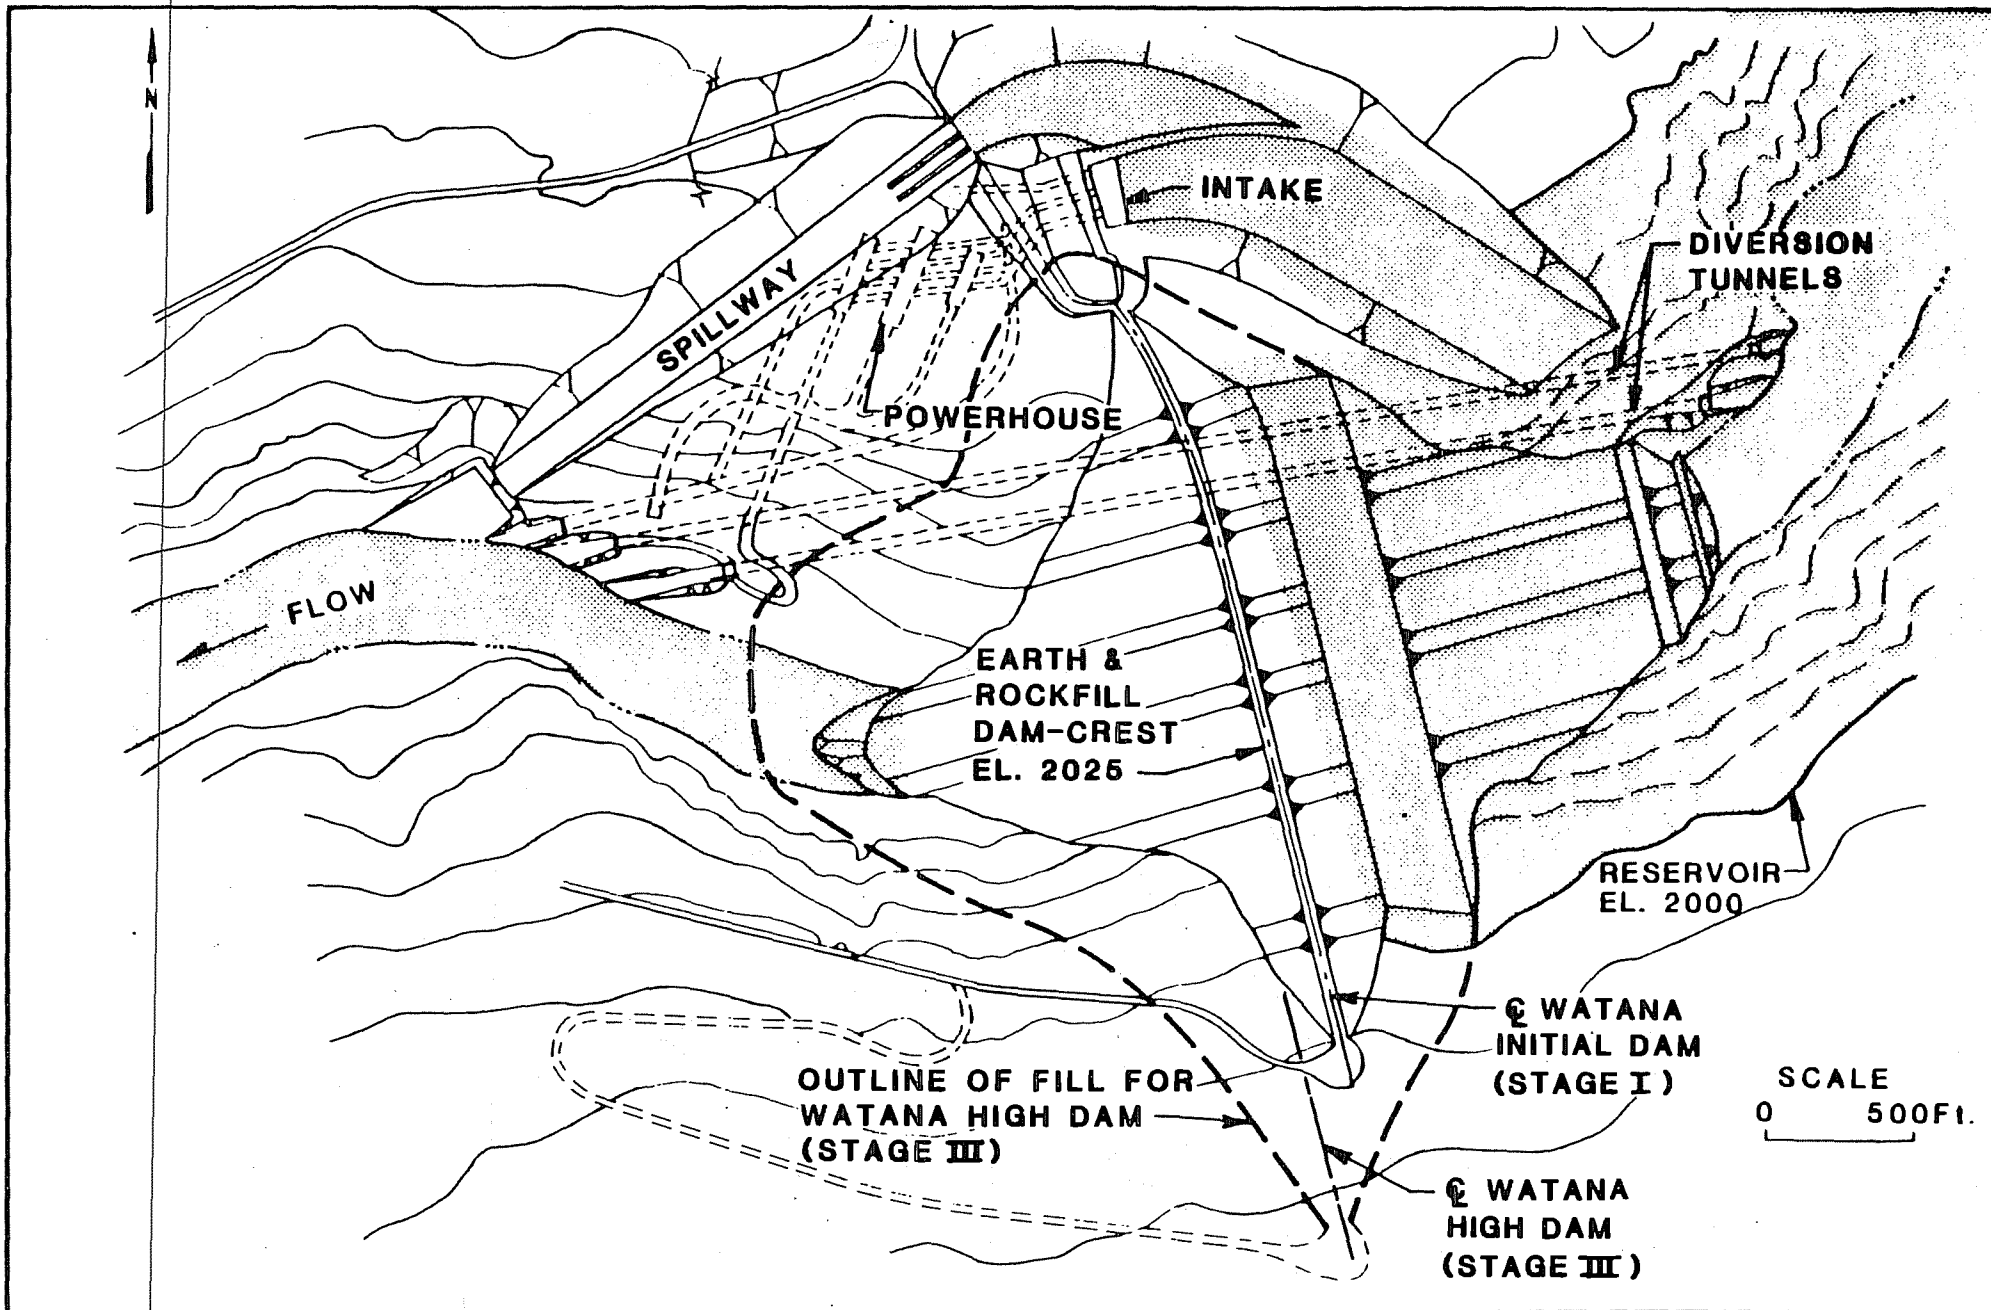 N
INTAKE
DIVERSION
TUNNELS
SPILLWAY
POWERHOUSE
FLOW
EARTH &
ROCKFILL
DAM-CREST
EL. 2025
RESERVOIR
EL. 2000
℄ WATANA
INITIAL DAM
(STAGE I)
OUTLINE OF FILL FOR
WATANA HIGH DAM
(STAGE III)
SCALE
0 500Ft.
℄ WATANA
HIGH DAM
(STAGE III)